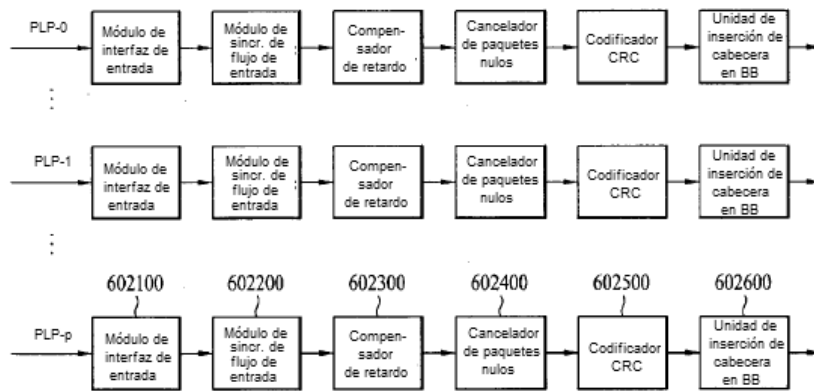 PLP-0
Módulo de
interfaz de
entrada
Módulo de
sincr. de
flujo de
entrada
Compen-
sador
de retardo
Cancelador
de paquetes
nulos
Codificador
CRC
Unidad de
inserción de
cabecera
en BB
PLP-1
Módulo de
interfaz de
entrada
Módulo de
sincr. de
flujo de
entrada
Compen-
sador
de retardo
Cancelador
de paquetes
nulos
Codificador
CRC
Unidad de
inserción de
cabecera
en BB
602100
602200
602300
602400
602500
602600
PLP-p
Módulo de
interfaz de
entrada
Módulo de
sincr. de
flujo de
entrada
Compen-
sador
de retardo
Cancelador
de paquetes
nulos
Codificador
CRC
Unidad de
inserción de
cabecera
en BB